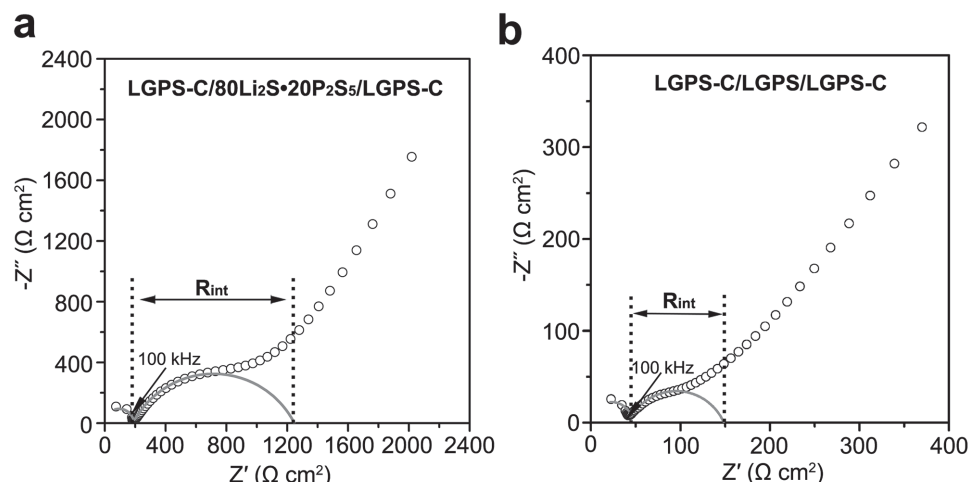 a
LGPS-C/80Li₂S•20P₂S₅/LGPS-C
-Z″ (Ω cm²)
2400
2000
1600
1200
800
400
0
Rint
100 kHz
0 400 800 1200 1600 2000 2400
Z′ (Ω cm²)
b
LGPS-C/LGPS/LGPS-C
-Z″ (Ω cm²)
400
300
200
100
0
Rint
100 kHz
0 100 200 300 400
Z′ (Ω cm²)